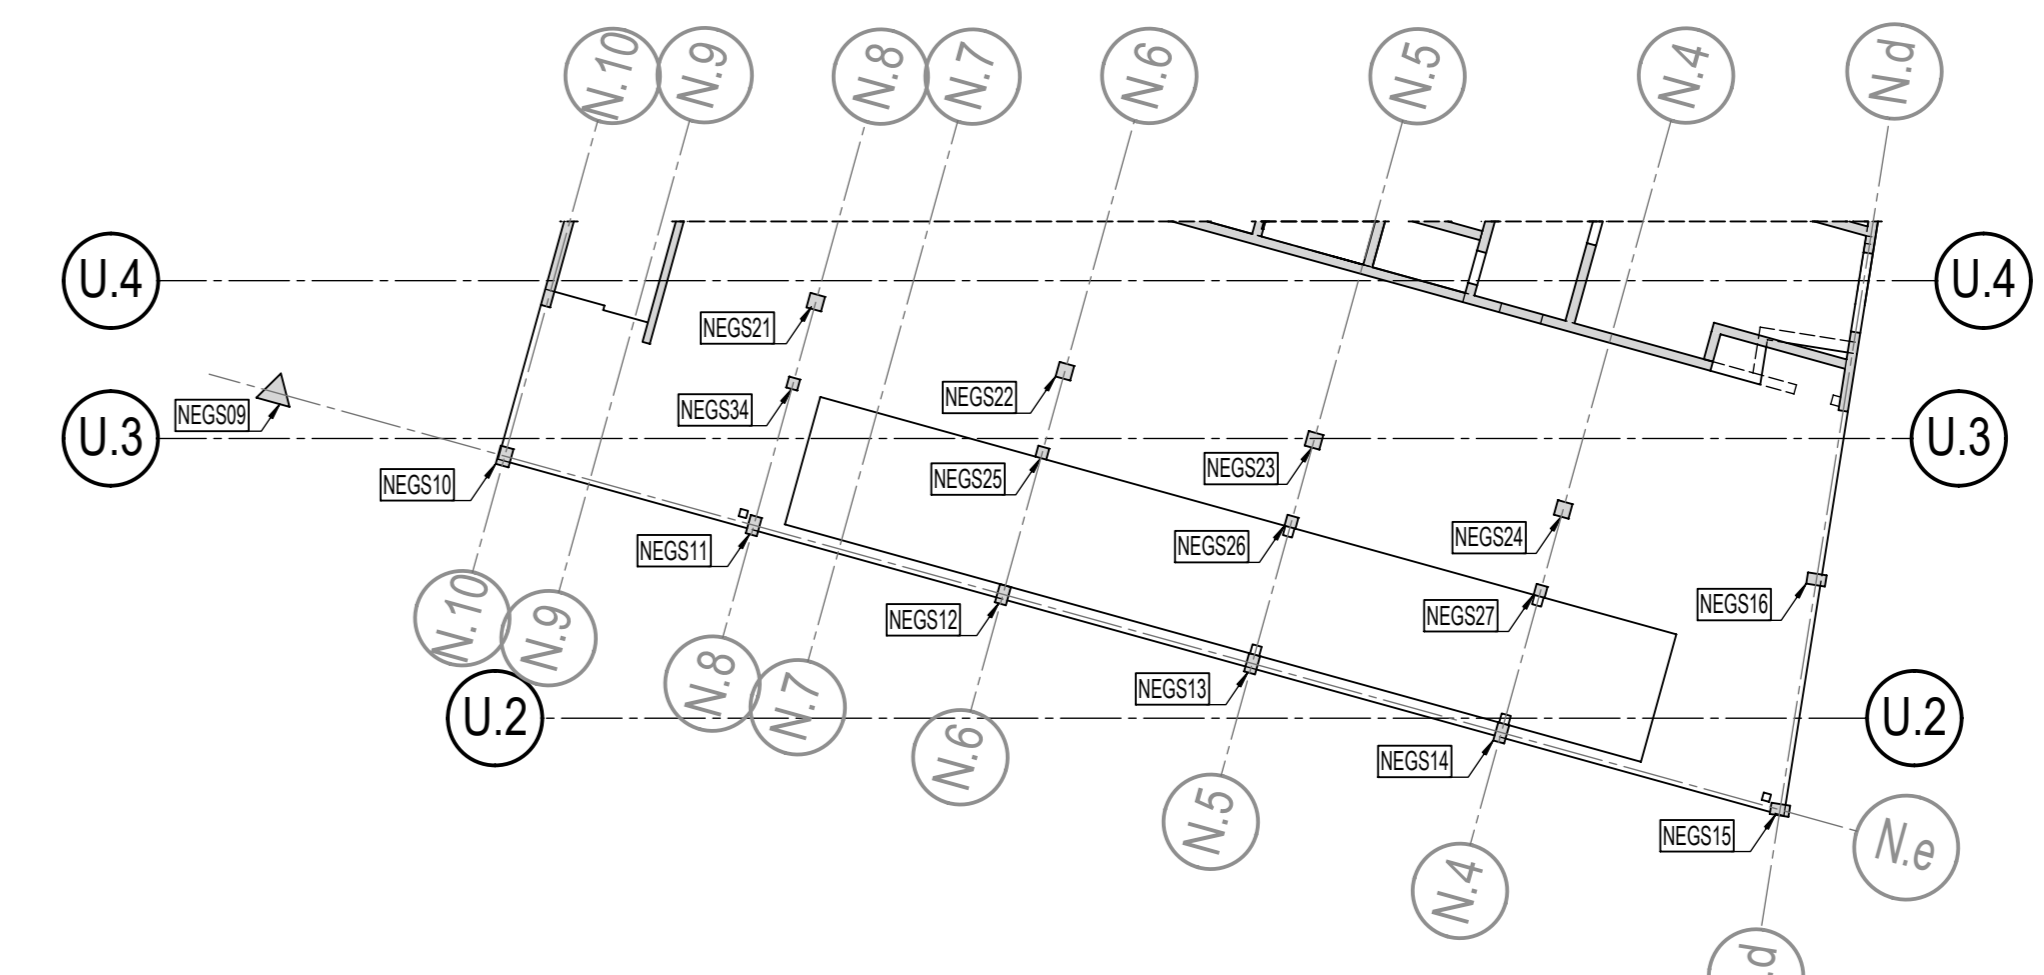 N.10
N.9
N.8
N.7
N.6
N.5
N.4
N.d
U.4
U.4
NEGS21
NEGS22
NEGS34
NEGS09
U.3
U.3
NEGS10
NEGS25
NEGS23
NEGS24
NEGS11
NEGS26
NEGS12
NEGS27
NEGS16
N.10
N.9
N.8
N.7
NEGS13
U.2
U.2
N.6
NEGS14
N.5
NEGS15
N.e
N.4
.d